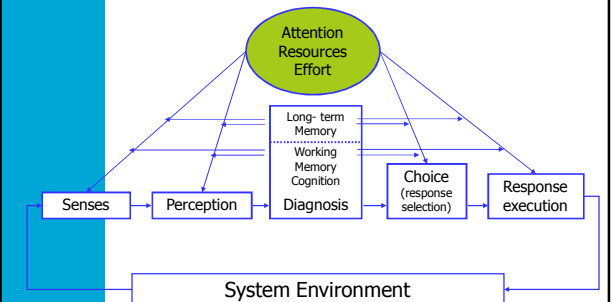 Attention
Resources
Effort
Long- term
Memory
Working
Memory
Cognition
Diagnosis
Senses
Perception
Choice
(response
selection)
Response
execution
System Environment